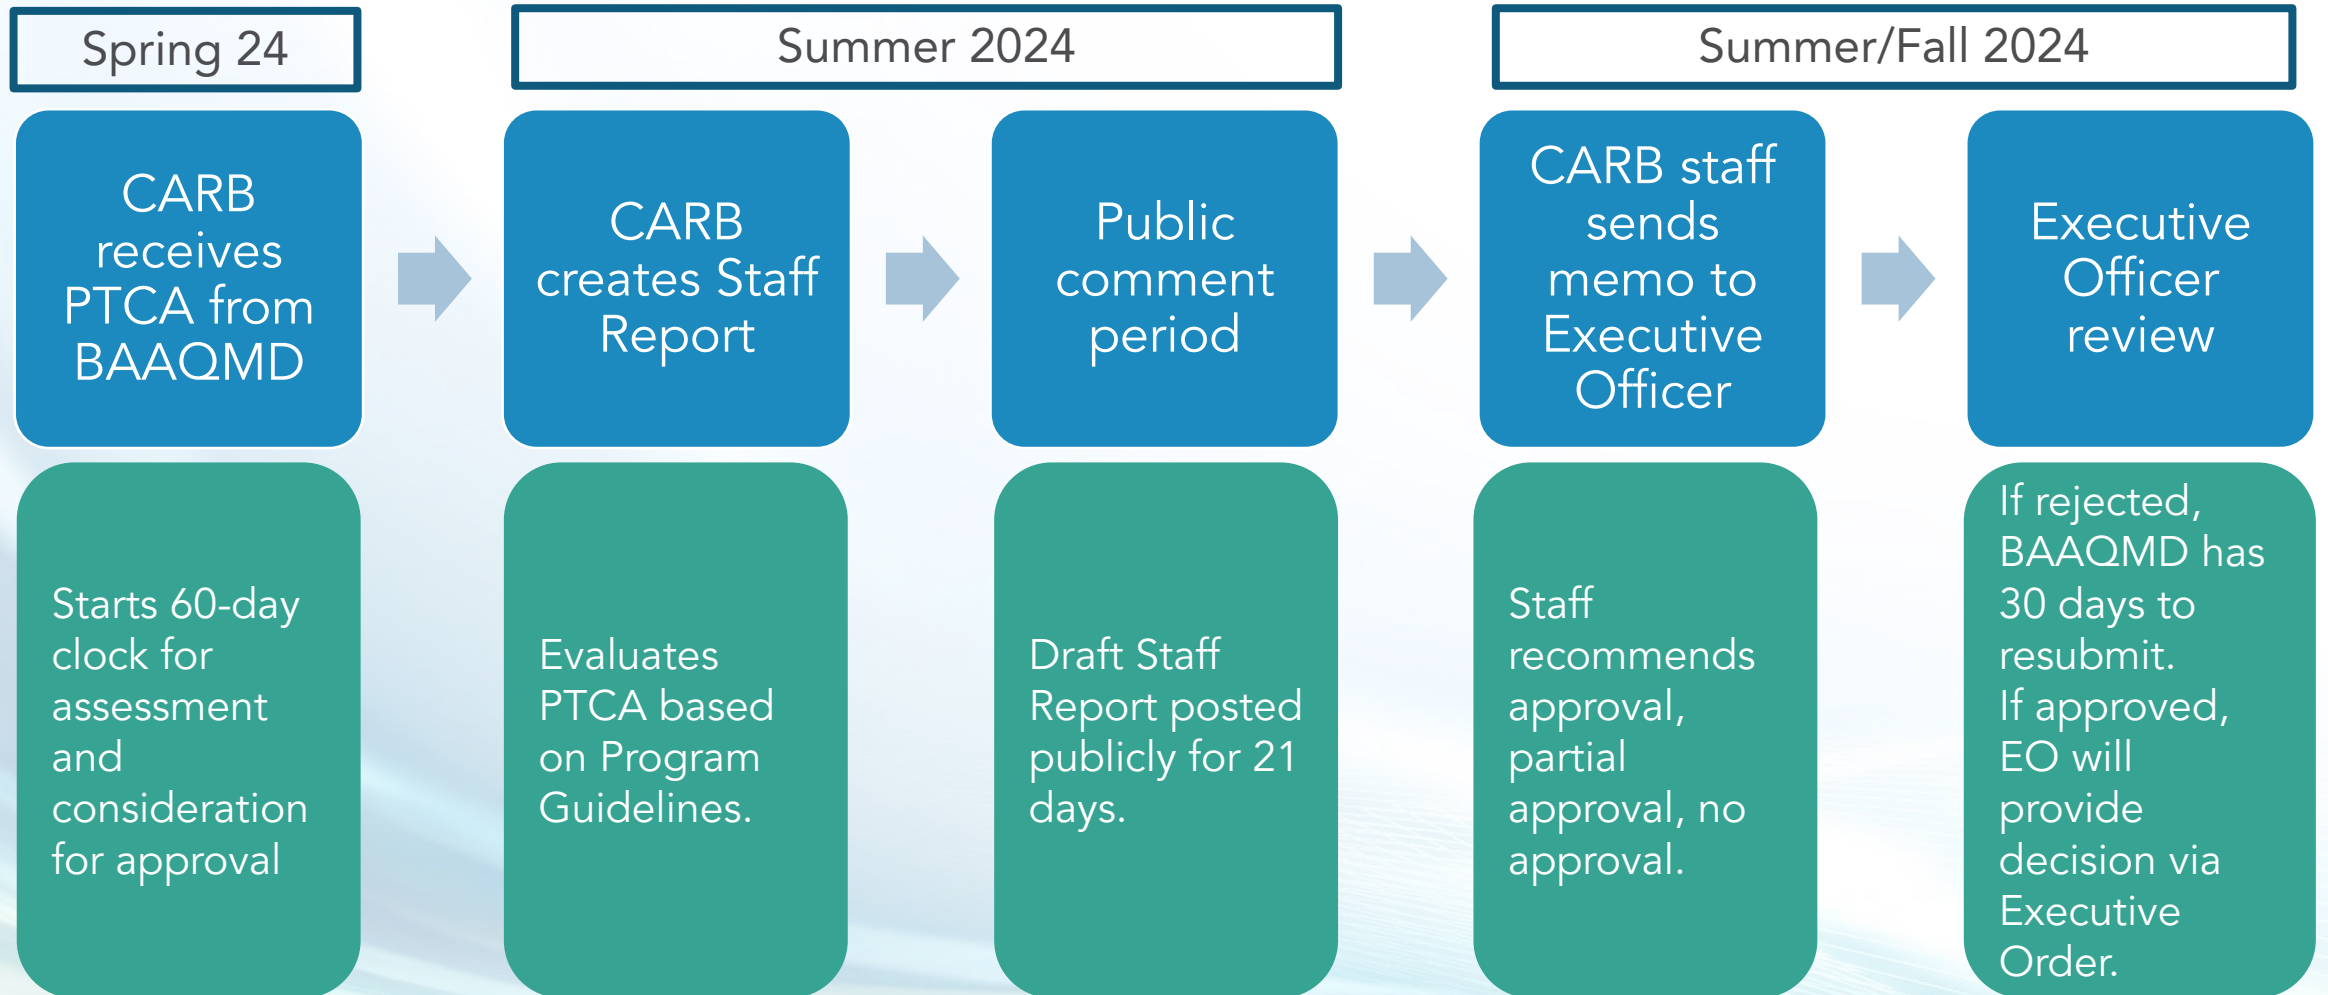 Spring 24
Summer 2024
Summer/Fall 2024
CARB
receives
PTCA from
BAAQMD
CARB
creates Staff
Report
Public
comment
period
CARB staff
sends
memo to
Executive
Officer
Executive
Officer
review
Starts 60-day
clock for
assessment
and
consideration
for approval
Evaluates
PTCA based
on Program
Guidelines.
Draft Staff
Report posted
publicly for 21
days.
Staff
recommends
approval,
partial
approval, no
approval.
If rejected,
BAAQMD has
30 days to
resubmit.
If approved,
EO will
provide
decision via
Executive
Order.